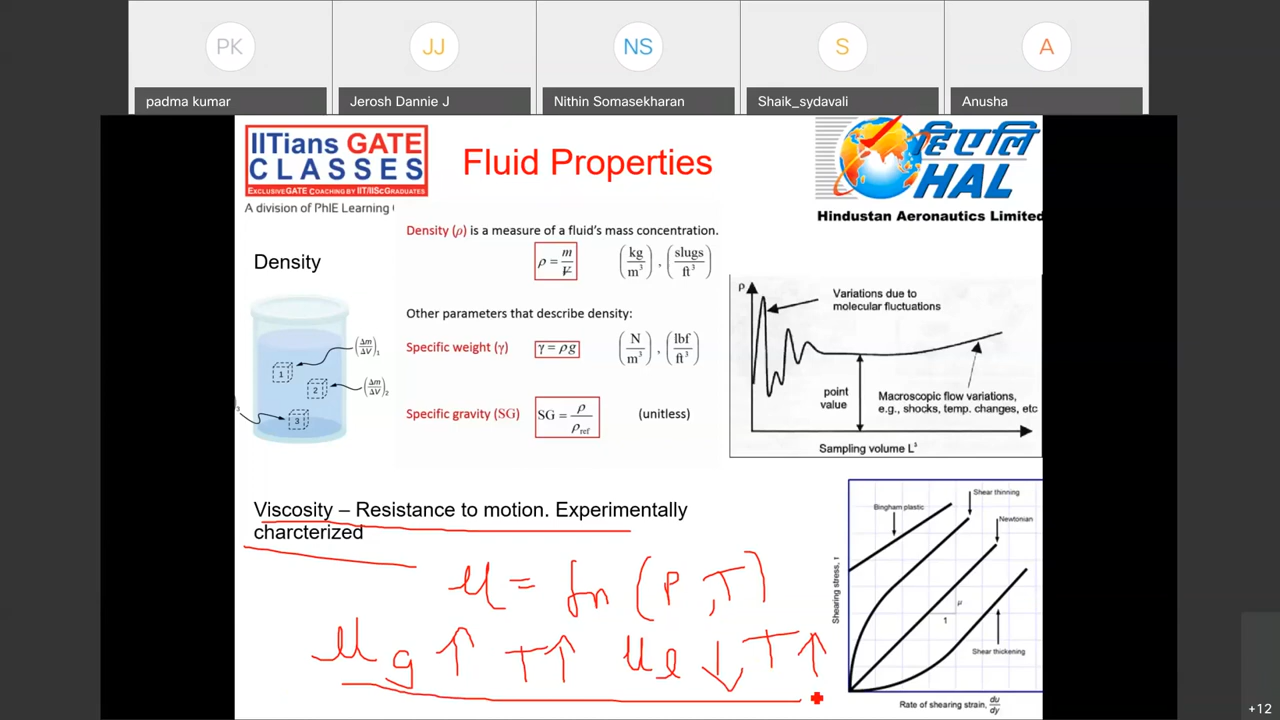 PK
JJ
NS
S
A
padma kumar
Jerosh Dannie J
Nithin Somasekharan
Shaik_sydavali
Anusha
IITians GATE
CLASSES
EXCLUSIVE GATE COACHING BY IIT/IISc GRADUATES
A division of PhIE Learning
Fluid Properties
हिएलि
HAL
Hindustan Aeronautics Limited
Density
Density (ρ) is a measure of a fluid's mass concentration.
ρ = m/V (kg/m³) , (slugs/ft³)
Other parameters that describe density:
Specific weight (γ) γ = ρg (N/m³) , (lbf/ft³)
Specific gravity (SG) SG = ρ/ρref (unitless)
(Δm/ΔV)1
1
(Δm/ΔV)2
2
)3
3
ρ
Variations due to
molecular fluctuations
point
value
Macroscopic flow variations,
e.g., shocks, temp. changes, etc
Sampling volume L³
Viscosity – Resistance to motion. Experimentally
charcterized
μ = fn (P, T)
μg ↑ T↑ μl ↓ T↑
Shear thinning
Bingham plastic
Newtonian
μ
1
Shear thickening
Shearing stress, τ
Rate of shearing strain, du/dy
+12